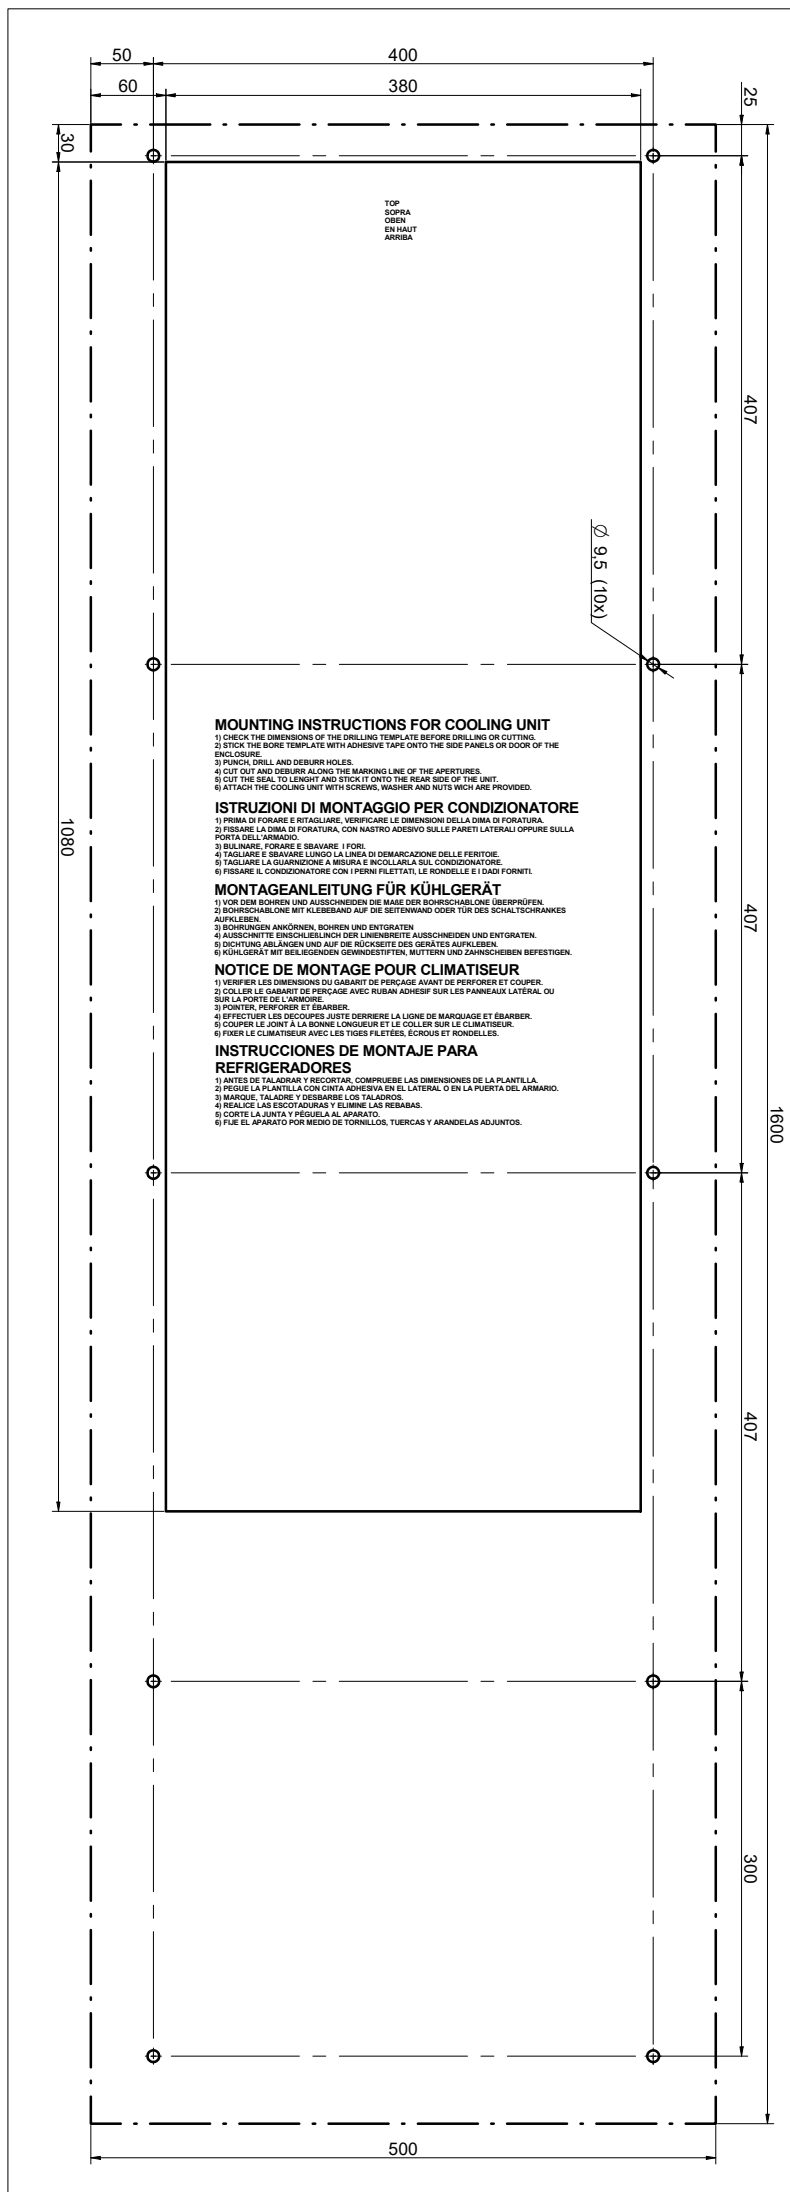 50
400
60
380
25
30
TOP
SOPRA
OBEN
EN HAUT
ARRIBA
407
Ø 9,5 (10x)
MOUNTING INSTRUCTIONS FOR COOLING UNIT
1) CHECK THE DIMENSIONS OF THE DRILLING TEMPLATE BEFORE DRILLING OR CUTTING.
2) STICK THE BORE TEMPLATE WITH ADHESIVE TAPE ONTO THE SIDE PANELS OR DOOR OF THE
ENCLOSURE.
3) PUNCH, DRILL AND DEBURR HOLES.
4) CUT OUT AND DEBURR ALONG THE MARKING LINE OF THE APERTURES.
5) CUT THE SEAL TO LENGHT AND STICK IT ONTO THE REAR SIDE OF THE UNIT.
6) ATTACH THE COOLING UNIT WITH SCREWS, WASHER AND NUTS WICH ARE PROVIDED.
ISTRUZIONI DI MONTAGGIO PER CONDIZIONATORE
1) PRIMA DI FORARE E RITAGLIARE, VERIFICARE LE DIMENSIONI DELLA DIMA DI FORATURA.
2) FISSARE LA DIMA DI FORATURA, CON NASTRO ADESIVO SULLE PARETI LATERALI OPPURE SULLA
PORTA DELL'ARMADIO.
3) BULINARE, FORARE E SBAVARE I FORI.
4) TAGLIARE E SBAVARE LUNGO LA LINEA DI DEMARCAZIONE DELLE FERITOIE.
5) TAGLIARE LA GUARNIZIONE A MISURA E INCOLLARLA SUL CONDIZIONATORE.
6) FISSARE IL CONDIZIONATORE CON I PERNI FILETTATI, LE RONDELLE E I DADI FORNITI.
MONTAGEANLEITUNG FÜR KÜHLGERÄT
1) VOR DEM BOHREN UND AUSSCHNEIDEN DIE MAßE DER BOHRSCHABLONE ÜBERPRÜFEN.
2) BOHRSCHABLONE MIT KLEBEBAND AUF DIE SEITENWAND ODER TÜR DES SCHALTSCHRANKES
AUFKLEBEN.
3) BOHRUNGEN ANKÖRNEN, BOHREN UND ENTGRATEN
4) AUSSCHNITTE EINSCHLIEßLINCH DER LINIENBREITE AUSSCHNEIDEN UND ENTGRATEN.
5) DICHTUNG ABLÄNGEN UND AUF DIE RÜCKSEITE DES GERÄTES AUFKLEBEN.
6) KÜHLGERÄT MIT BEILIEGENDEN GEWINDESTIFTEN, MUTTERN UND ZAHNSCHEIBEN BEFESTIGEN.
NOTICE DE MONTAGE POUR CLIMATISEUR
1) VERIFIER LES DIMENSIONS DU GABARIT DE PERÇAGE AVANT DE PERFORER ET COUPER.
2) COLLER LE GABARIT DE PERÇAGE AVEC RUBAN ADHESIF SUR LES PANNEAUX LATÉRAL OU
SUR LA PORTE DE L'ARMOIRE.
3) POINTER, PERFORER ET ÉBARBER.
4) EFFECTUER LES DECOUPES JUSTE DERRIERE LA LIGNE DE MARQUAGE ET ÉBARBER.
5) COUPER LE JOINT À LA BONNE LONGUEUR ET LE COLLER SUR LE CLIMATISEUR.
6) FIXER LE CLIMATISEUR AVEC LES TIGES FILETÉES, ÉCROUS ET RONDELLES.
INSTRUCCIONES DE MONTAJE PARA
REFRIGERADORES
1) ANTES DE TALADRAR Y RECORTAR, COMPRUEBE LAS DIMENSIONES DE LA PLANTILLA.
2) PEGUE LA PLANTILLA CON CINTA ADHESIVA EN EL LATERAL O EN LA PUERTA DEL ARMARIO.
3) MARQUE, TALADRE Y DESBARBE LOS TALADROS.
4) REALICE LAS ESCOTADURAS Y ELIMINE LAS REBABAS.
5) CORTE LA JUNTA Y PÉGUELA AL APARATO.
6) FIJE EL APARATO POR MEDIO DE TORNILLOS, TUERCAS Y ARANDELAS ADJUNTOS.
1080
407
1600
407
300
500